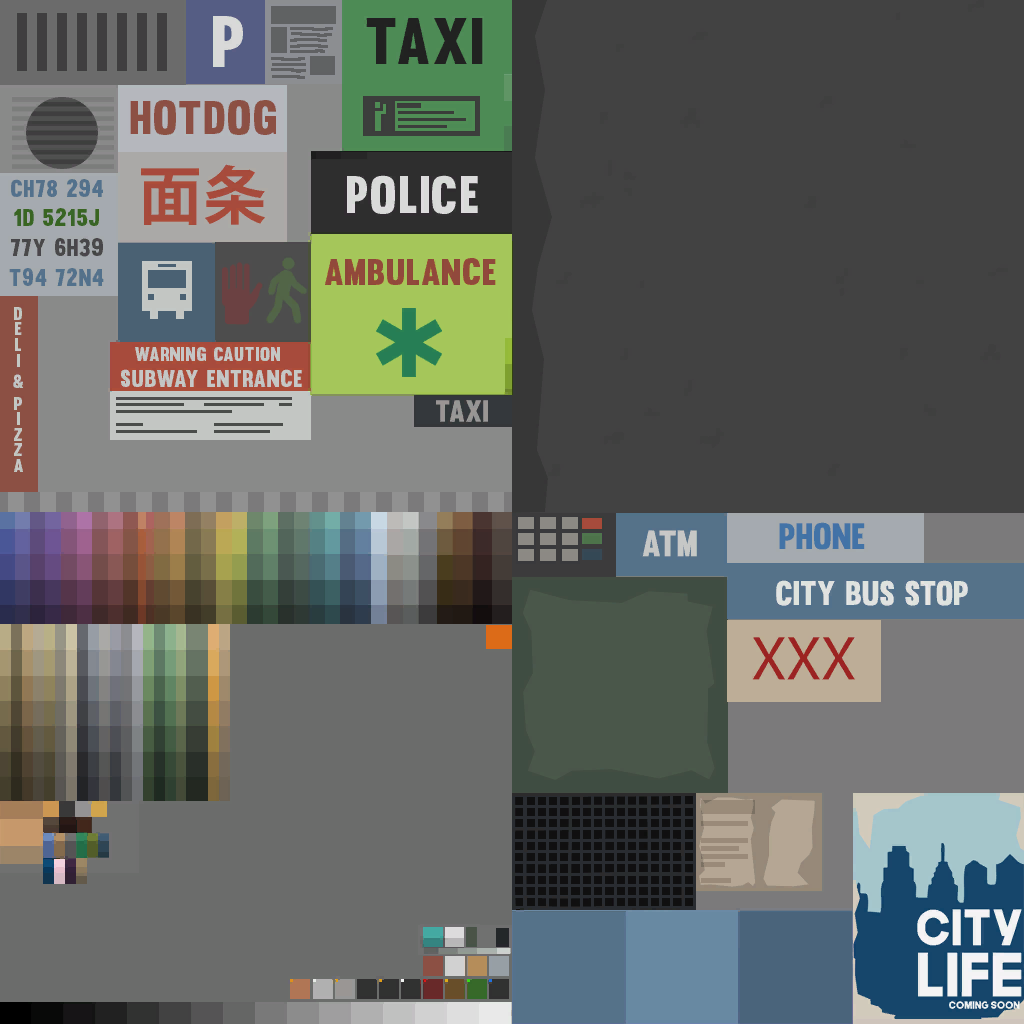 P
TAXI
HOTDOG
面条
POLICE
CH78 294
1D 5215J
77Y 6H39
T94 72N4
AMBULANCE
DELI & PIZZA
WARNING CAUTION
SUBWAY ENTRANCE
TAXI
ATM
PHONE
CITY BUS STOP
XXX
CITY
LIFE
COMING SOON